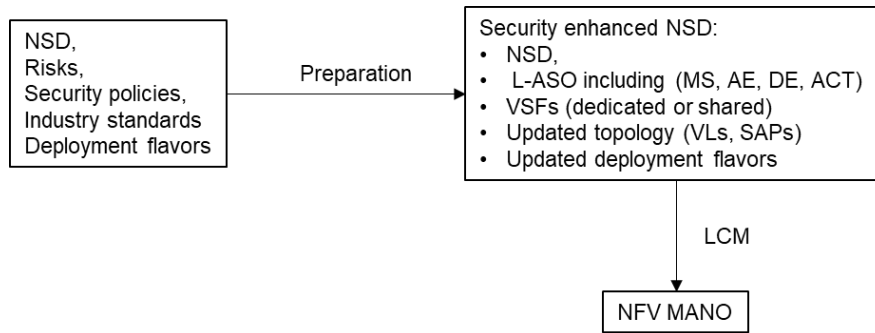 NSD,
Risks,
Security policies,
Industry standards
Deployment flavors
Preparation
Security enhanced NSD:
• NSD,
• L-ASO including (MS, AE, DE, ACT)
• VSFs (dedicated or shared)
• Updated topology (VLs, SAPs)
• Updated deployment flavors
LCM
NFV MANO